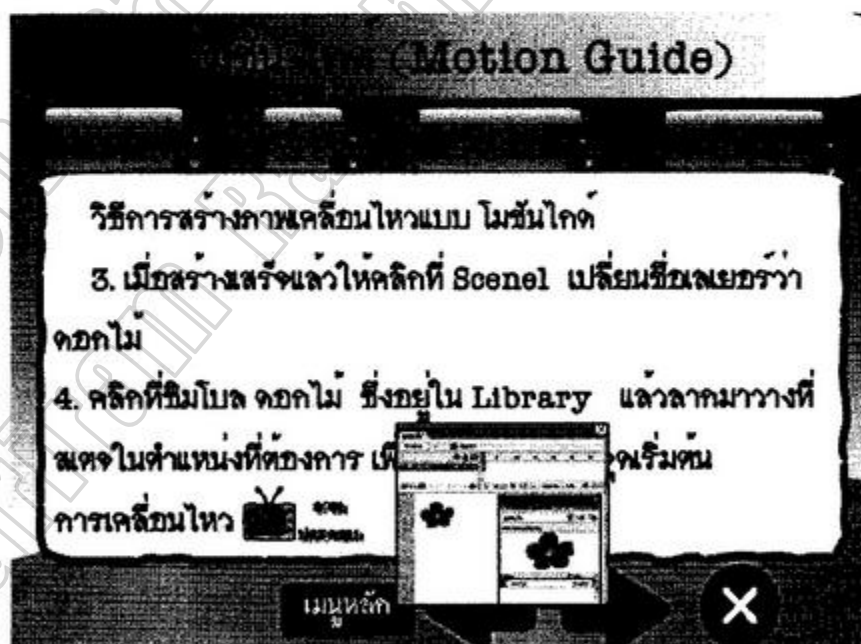 (Motion Guide)
วิธีการสร้างภาพเคลื่อนไหวแบบ โมชันไกด์
3. เมื่อสร้างเสร็จแล้วให้คลิกที่ Scene1 เปลี่ยนชื่อเลเยอร์ว่า
ดอกไม้
4. คลิกที่ซิมโบล ดอกไม้ ซึ่งอยู่ใน Library แล้วลากมาวางที่
สเตจในตำแหน่งที่ต้องการ
จุดเริ่มต้น
การเคลื่อนไหว
เมนูหลัก